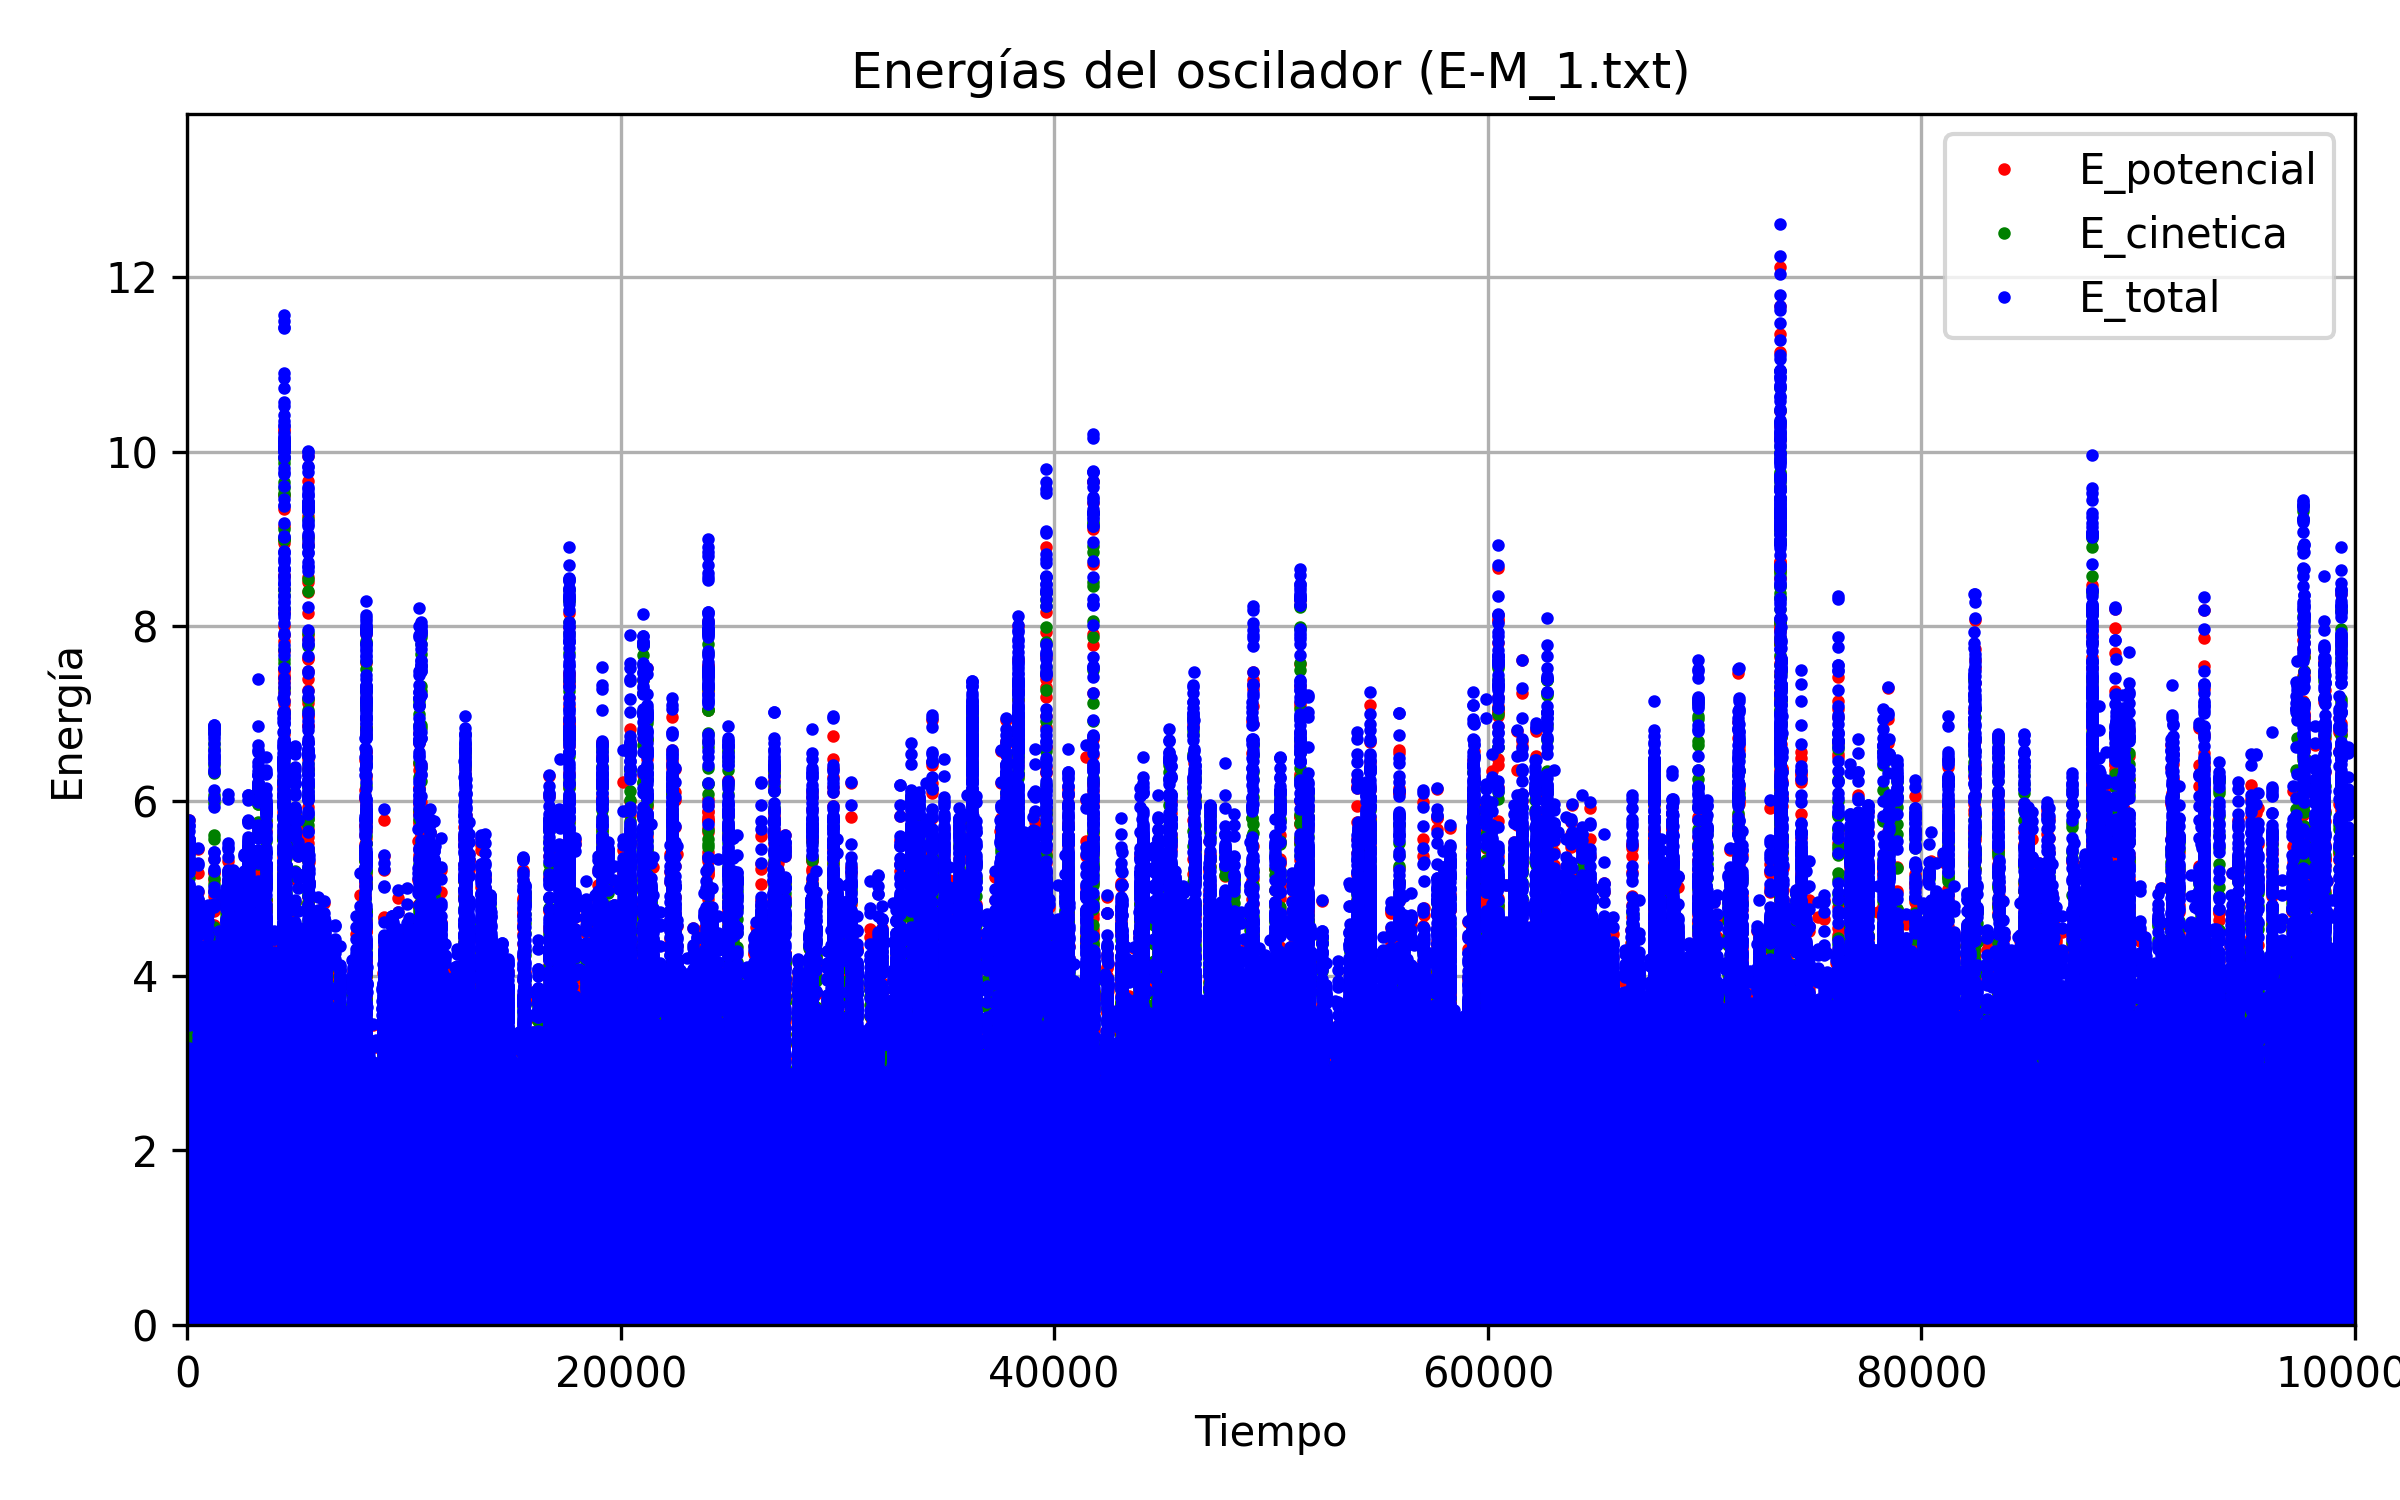 Energías del oscilador (E-M_1.txt)
E_potencial
E_cinetica
E_total
Energía
12
10
8
6
4
2
0
0 20000 40000 60000 80000 10000
Tiempo